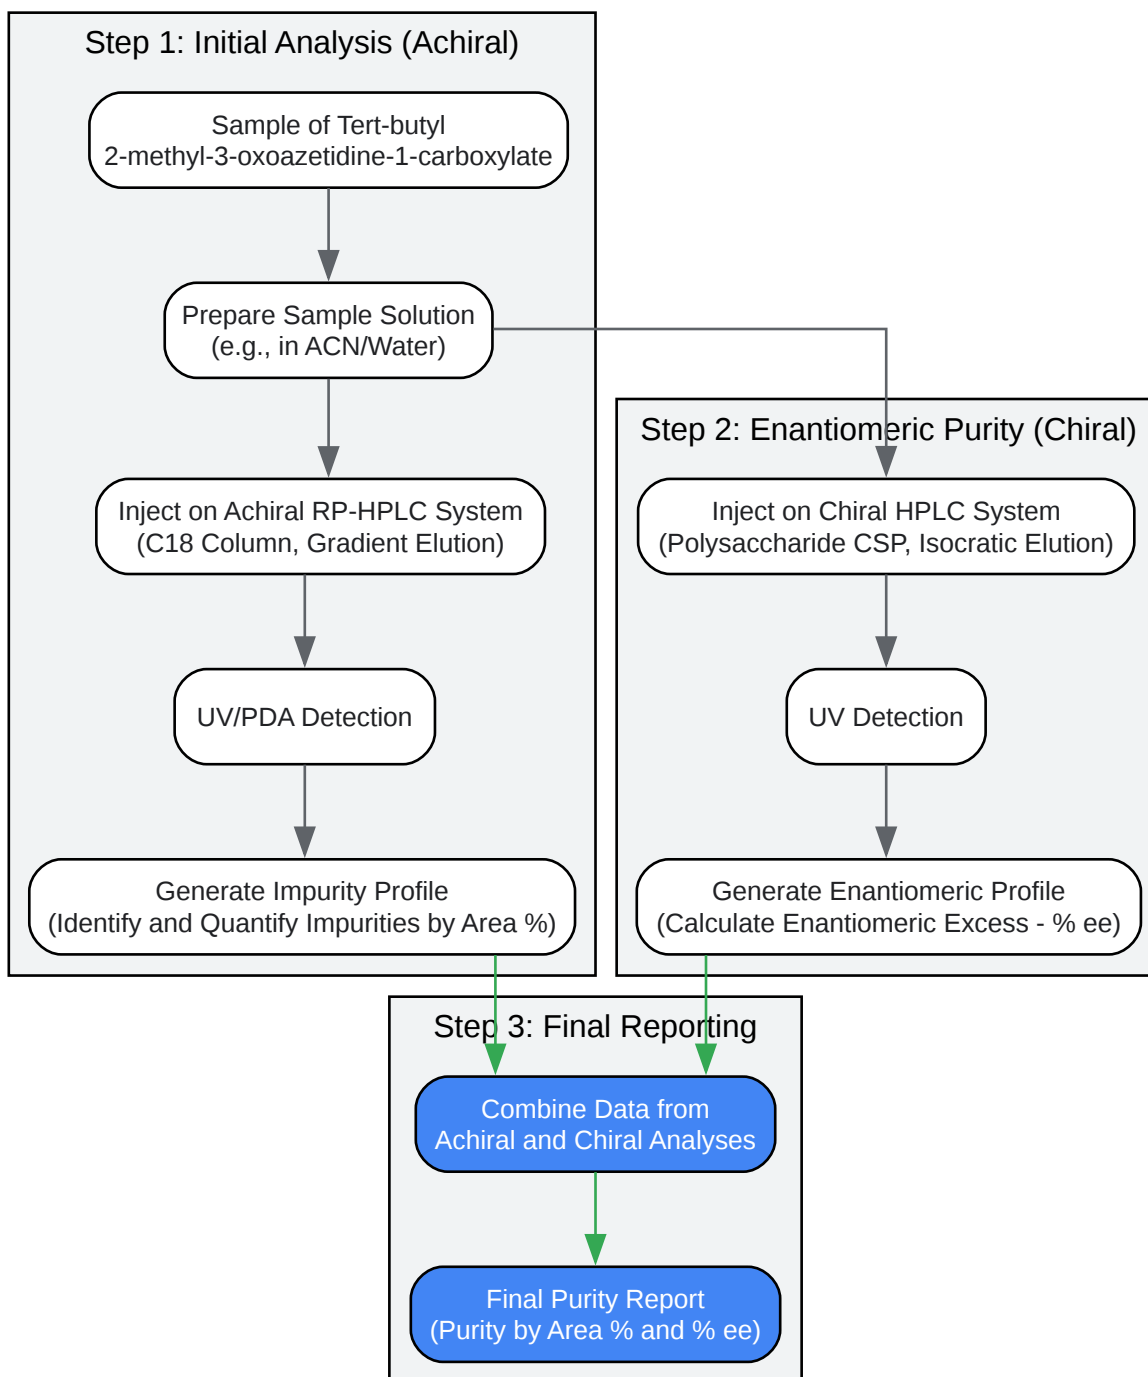 Step 1: Initial Analysis (Achiral)
Sample of Tert-butyl
2-methyl-3-oxoazetidine-1-carboxylate
Prepare Sample Solution
(e.g., in ACN/Water)
Inject on Achiral RP-HPLC System
(C18 Column, Gradient Elution)
UV/PDA Detection
Generate Impurity Profile
(Identify and Quantify Impurities by Area %)
Step 2: Enantiomeric Purity (Chiral)
Inject on Chiral HPLC System
(Polysaccharide CSP, Isocratic Elution)
UV Detection
Generate Enantiomeric Profile
(Calculate Enantiomeric Excess - % ee)
Step 3: Final Reporting
Combine Data from
Achiral and Chiral Analyses
Final Purity Report
(Purity by Area % and % ee)